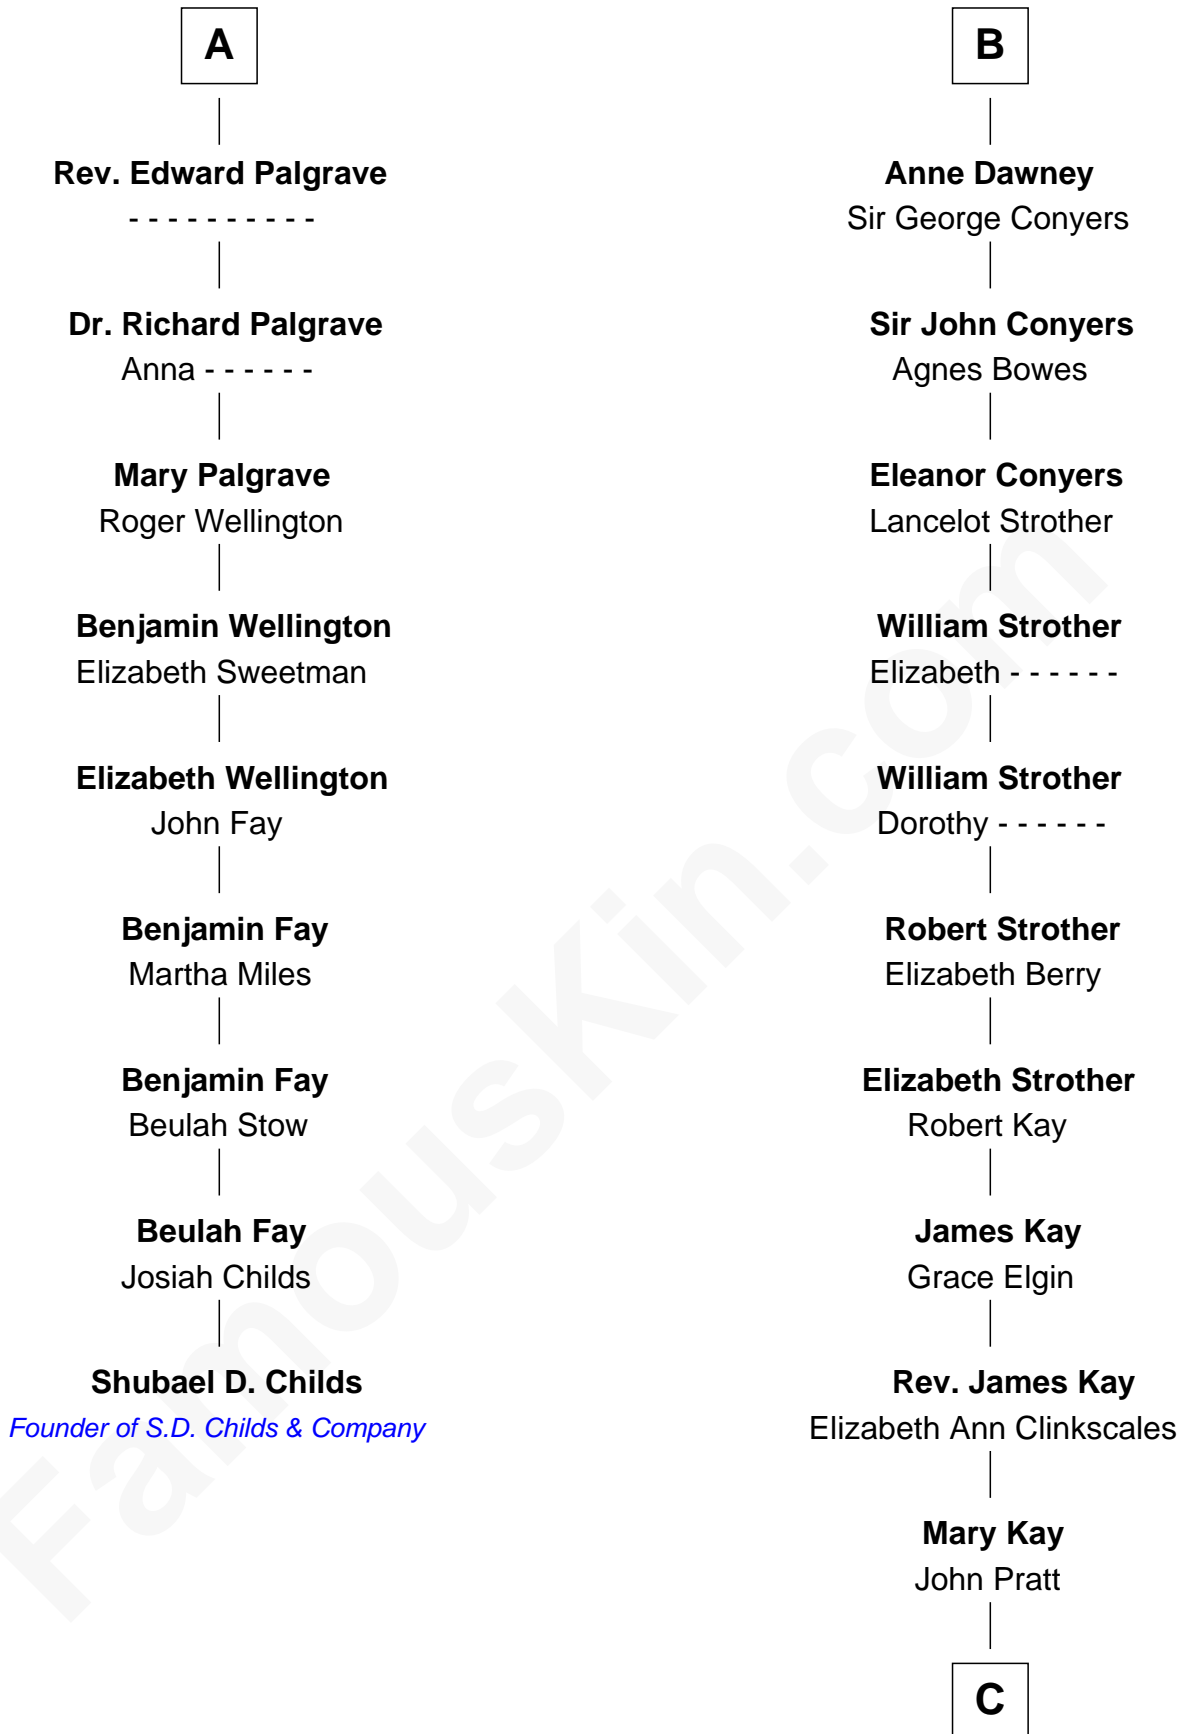 A
Rev. Edward Palgrave
- - - - - - - - - -
Dr. Richard Palgrave
Anna - - - - - -
Mary Palgrave
Roger Wellington
Benjamin Wellington
Elizabeth Sweetman
Elizabeth Wellington
John Fay
Benjamin Fay
Martha Miles
Benjamin Fay
Beulah Stow
Beulah Fay
Josiah Childs
Shubael D. Childs
Founder of S.D. Childs & Company
B
Anne Dawney
Sir George Conyers
Sir John Conyers
Agnes Bowes
Eleanor Conyers
Lancelot Strother
William Strother
Elizabeth - - - - - -
William Strother
Dorothy - - - - - -
Robert Strother
Elizabeth Berry
Elizabeth Strother
Robert Kay
James Kay
Grace Elgin
Rev. James Kay
Elizabeth Ann Clinkscales
Mary Kay
John Pratt
C
FamousKin.com